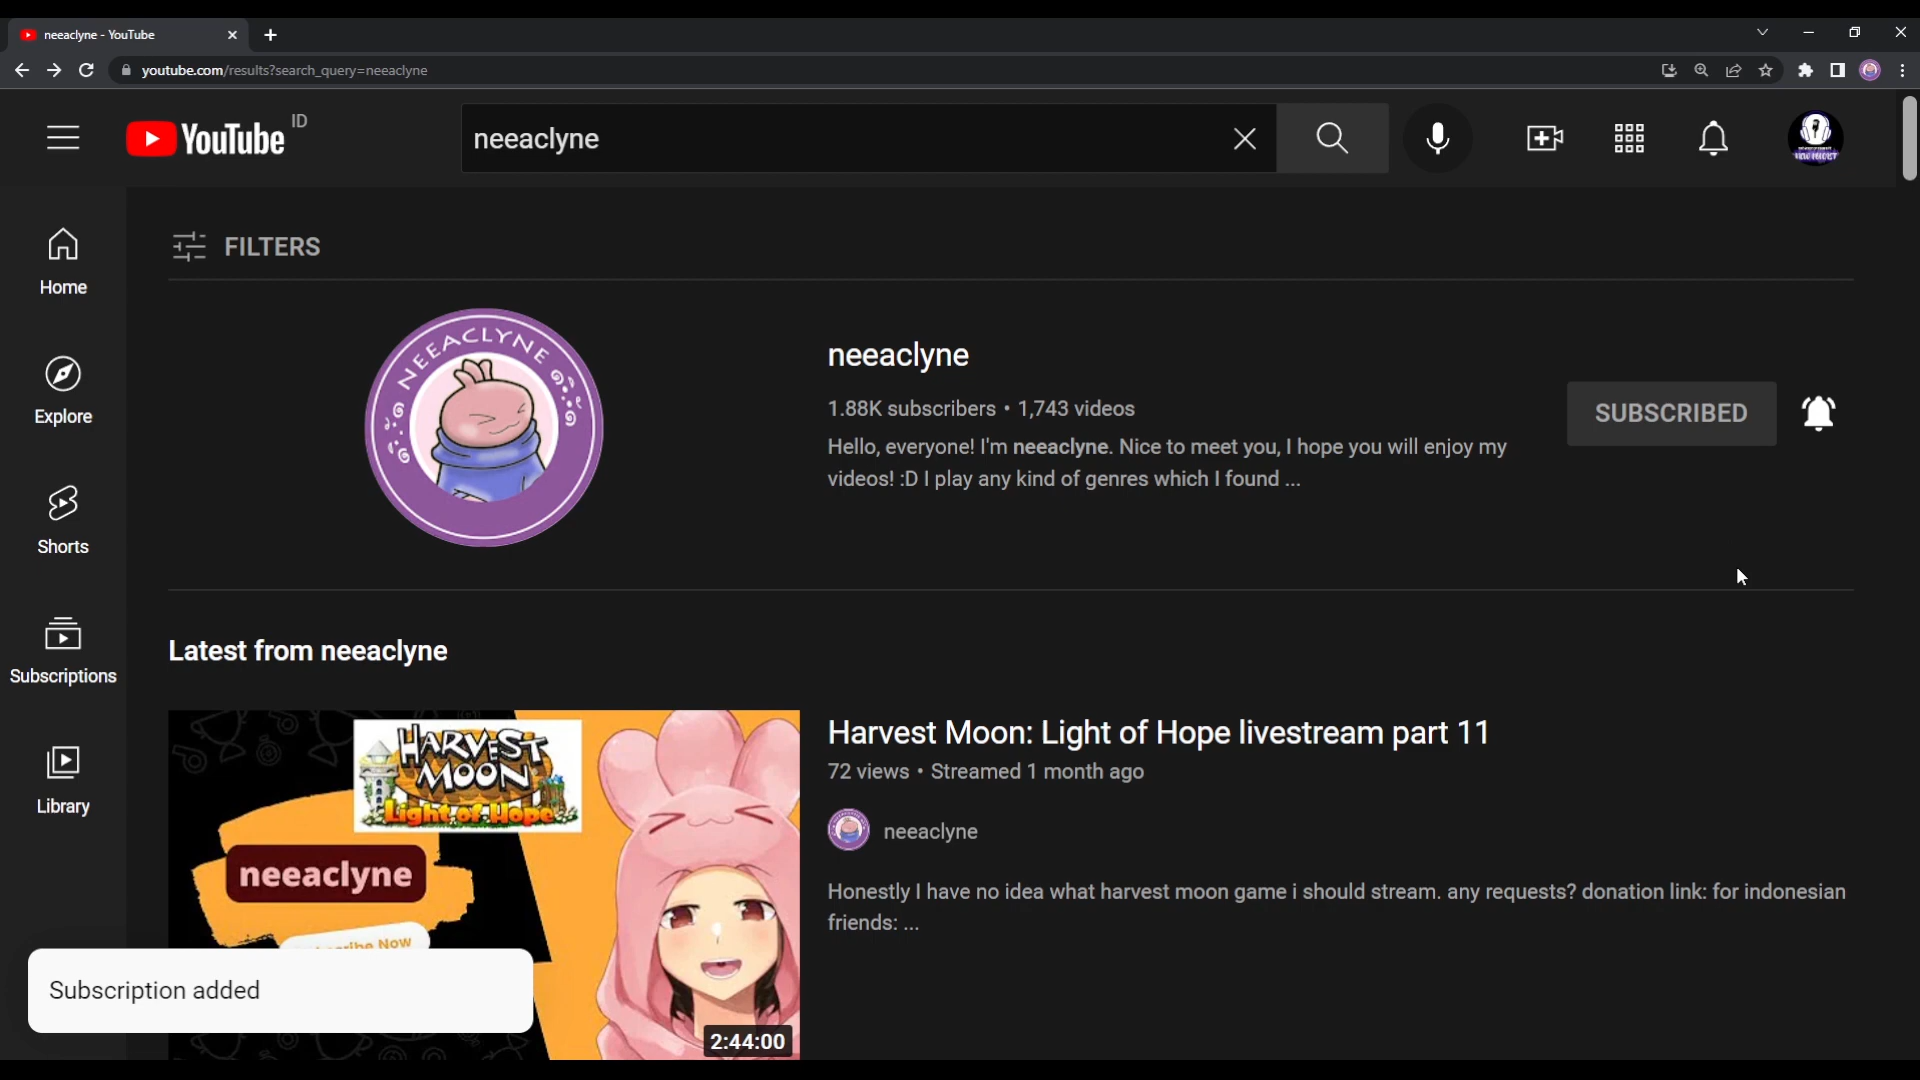 neeaclyne - YouTube
youtube.com/results?search_query=neeaclyne
YouTube ID
neeaclyne
FILTERS
Home
Explore
Shorts
Subscriptions
Library
NEEACLYNE
neeaclyne
1.88K subscribers • 1,743 videos
Hello, everyone! I'm neeaclyne. Nice to meet you, I hope you will enjoy my
videos! :D I play any kind of genres which I found ...
SUBSCRIBED
Latest from neeaclyne
HARVEST
MOON
Light of Hope
neeaclyne
Now
2:44:00
Harvest Moon: Light of Hope livestream part 11
72 views • Streamed 1 month ago
neeaclyne
Honestly I have no idea what harvest moon game i should stream. any requests? donation link: for indonesian
friends: ...
Subscription added